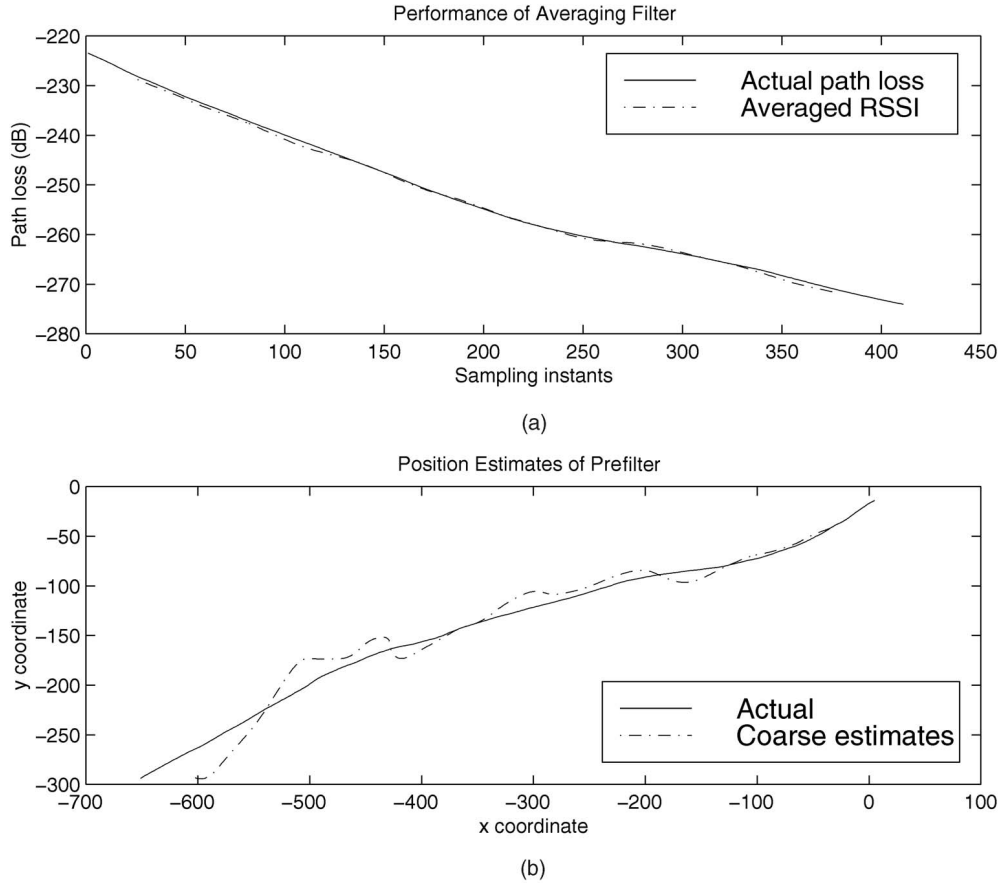 Performance of Averaging Filter
−220
−230
−240
−250
−260
−270
−280
Path loss (dB)
Actual path loss
Averaged RSSI
0 50 100 150 200 250 300 350 400 450
Sampling instants
(a)
Position Estimates of Prefilter
0
−50
−100
−150
−200
−250
−300
y coordinate
Actual
Coarse estimates
−700 −600 −500 −400 −300 −200 −100 0 100
x coordinate
(b)